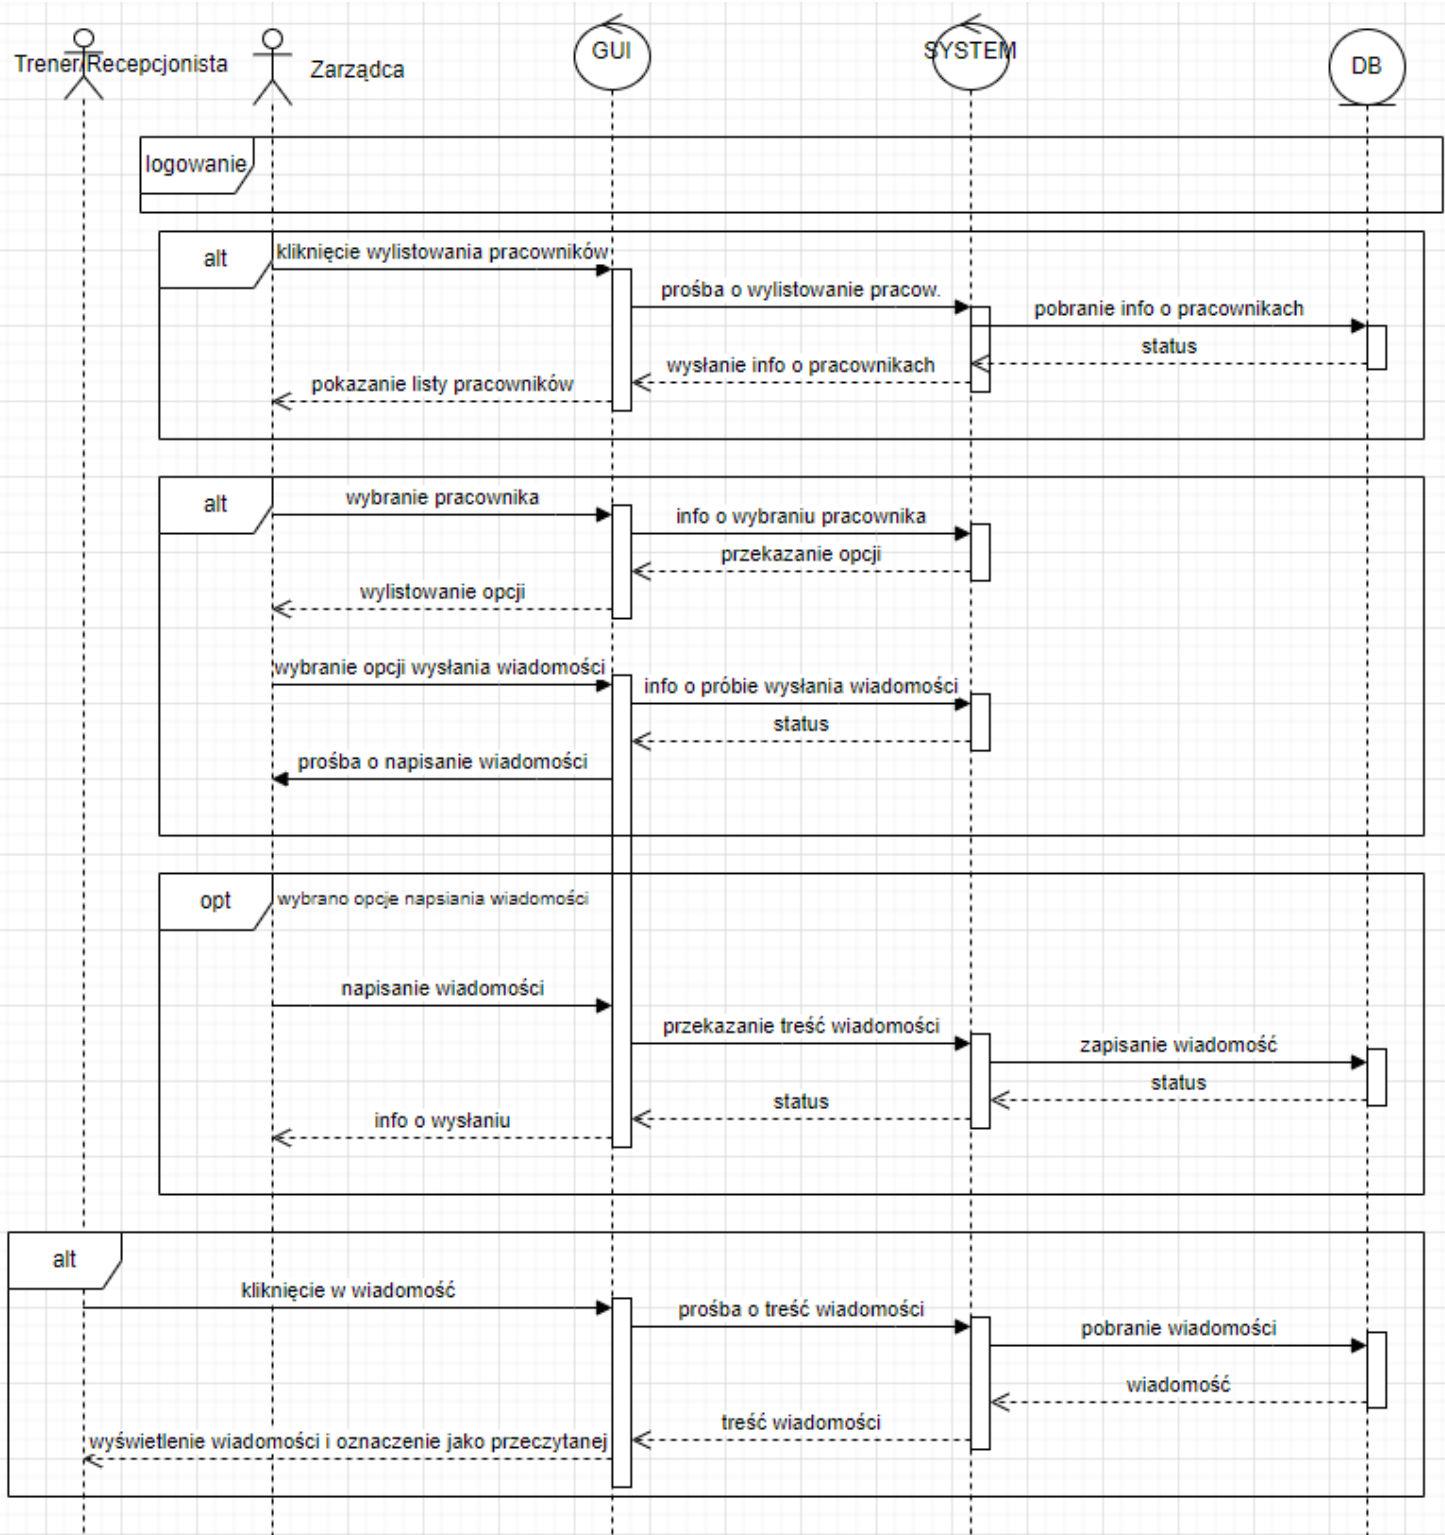 Trener/Recepcjonista
Zarządca
GUI
SYSTEM
DB
logowanie
alt
kliknięcie wylistowania pracowników
prośba o wylistowanie pracow.
pobranie info o pracownikach
status
wysłanie info o pracownikach
pokazanie listy pracowników
alt
wybranie pracownika
info o wybraniu pracownika
przekazanie opcji
wylistowanie opcji
wybranie opcji wysłania wiadomości
info o próbie wysłania wiadomości
status
prośba o napisanie wiadomości
opt
wybrano opcje napsiania wiadomości
napisanie wiadomości
przekazanie treść wiadomości
zapisanie wiadomość
status
status
info o wysłaniu
alt
kliknięcie w wiadomość
prośba o treść wiadomości
pobranie wiadomości
wiadomość
treść wiadomości
wyświetlenie wiadomości i oznaczenie jako przeczytanej